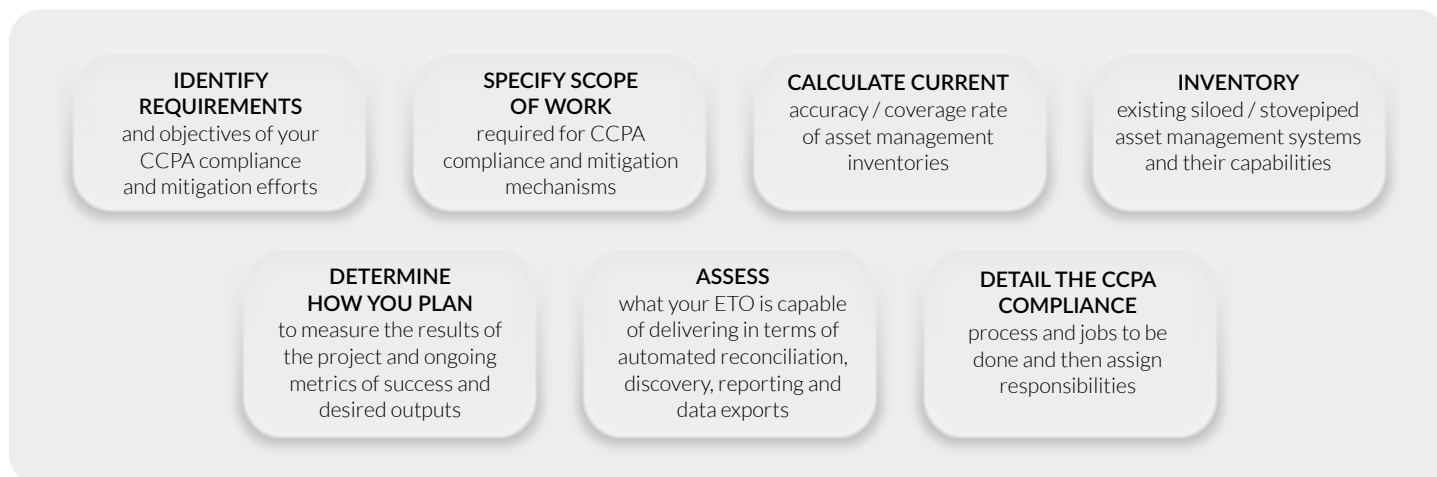 IDENTIFY
REQUIREMENTS
and objectives of your
CCPA compliance
and mitigation efforts
SPECIFY SCOPE
OF WORK
required for CCPA
compliance and mitigation
mechanisms
CALCULATE CURRENT
accuracy / coverage rate
of asset management
inventories
INVENTORY
existing siloed / stovepiped
asset management systems
and their capabilities
DETERMINE
HOW YOU PLAN
to measure the results of
the project and ongoing
metrics of success and
desired outputs
ASSESS
what your ETO is capable
of delivering in terms of
automated reconciliation,
discovery, reporting and
data exports
DETAIL THE CCPA
COMPLIANCE
process and jobs to be
done and then assign
responsibilities